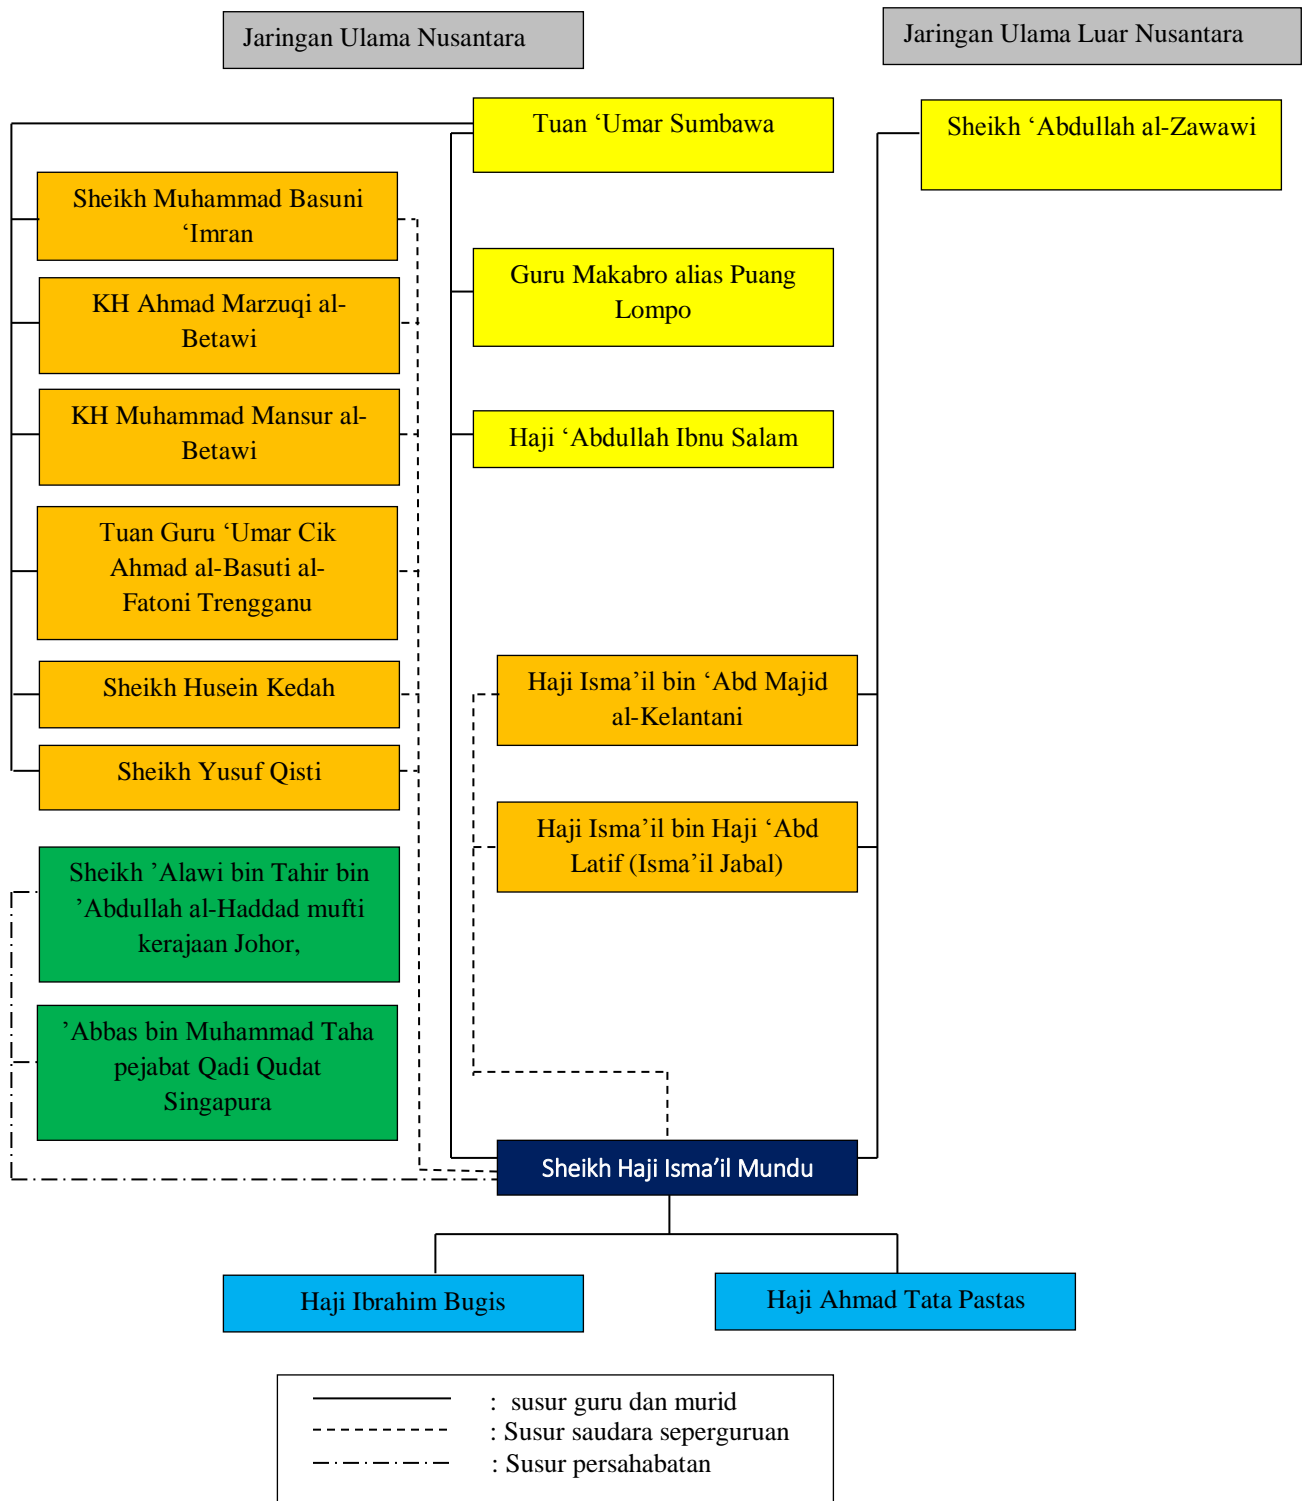 Jaringan Ulama Nusantara
Jaringan Ulama Luar Nusantara
Tuan ‘Umar Sumbawa
Sheikh ‘Abdullah al-Zawawi
Sheikh Muhammad Basuni
‘Imran
Guru Makabro alias Puang
Lompo
KH Ahmad Marzuqi al-
Betawi
KH Muhammad Mansur al-
Betawi
Haji ‘Abdullah Ibnu Salam
Tuan Guru ‘Umar Cik
Ahmad al-Basuti al-
Fatoni Trengganu
Sheikh Husein Kedah
Haji Isma’il bin ‘Abd Majid
al-Kelantani
Sheikh Yusuf Qisti
Haji Isma’il bin Haji ‘Abd
Latif (Isma’il Jabal)
Sheikh ’Alawi bin Tahir bin
’Abdullah al-Haddad mufti
kerajaan Johor,
’Abbas bin Muhammad Taha
pejabat Qadi Qudat
Singapura
Sheikh Haji Isma’il Mundu
Haji Ibrahim Bugis
Haji Ahmad Tata Pastas
: susur guru dan murid
: Susur saudara seperguruan
: Susur persahabatan